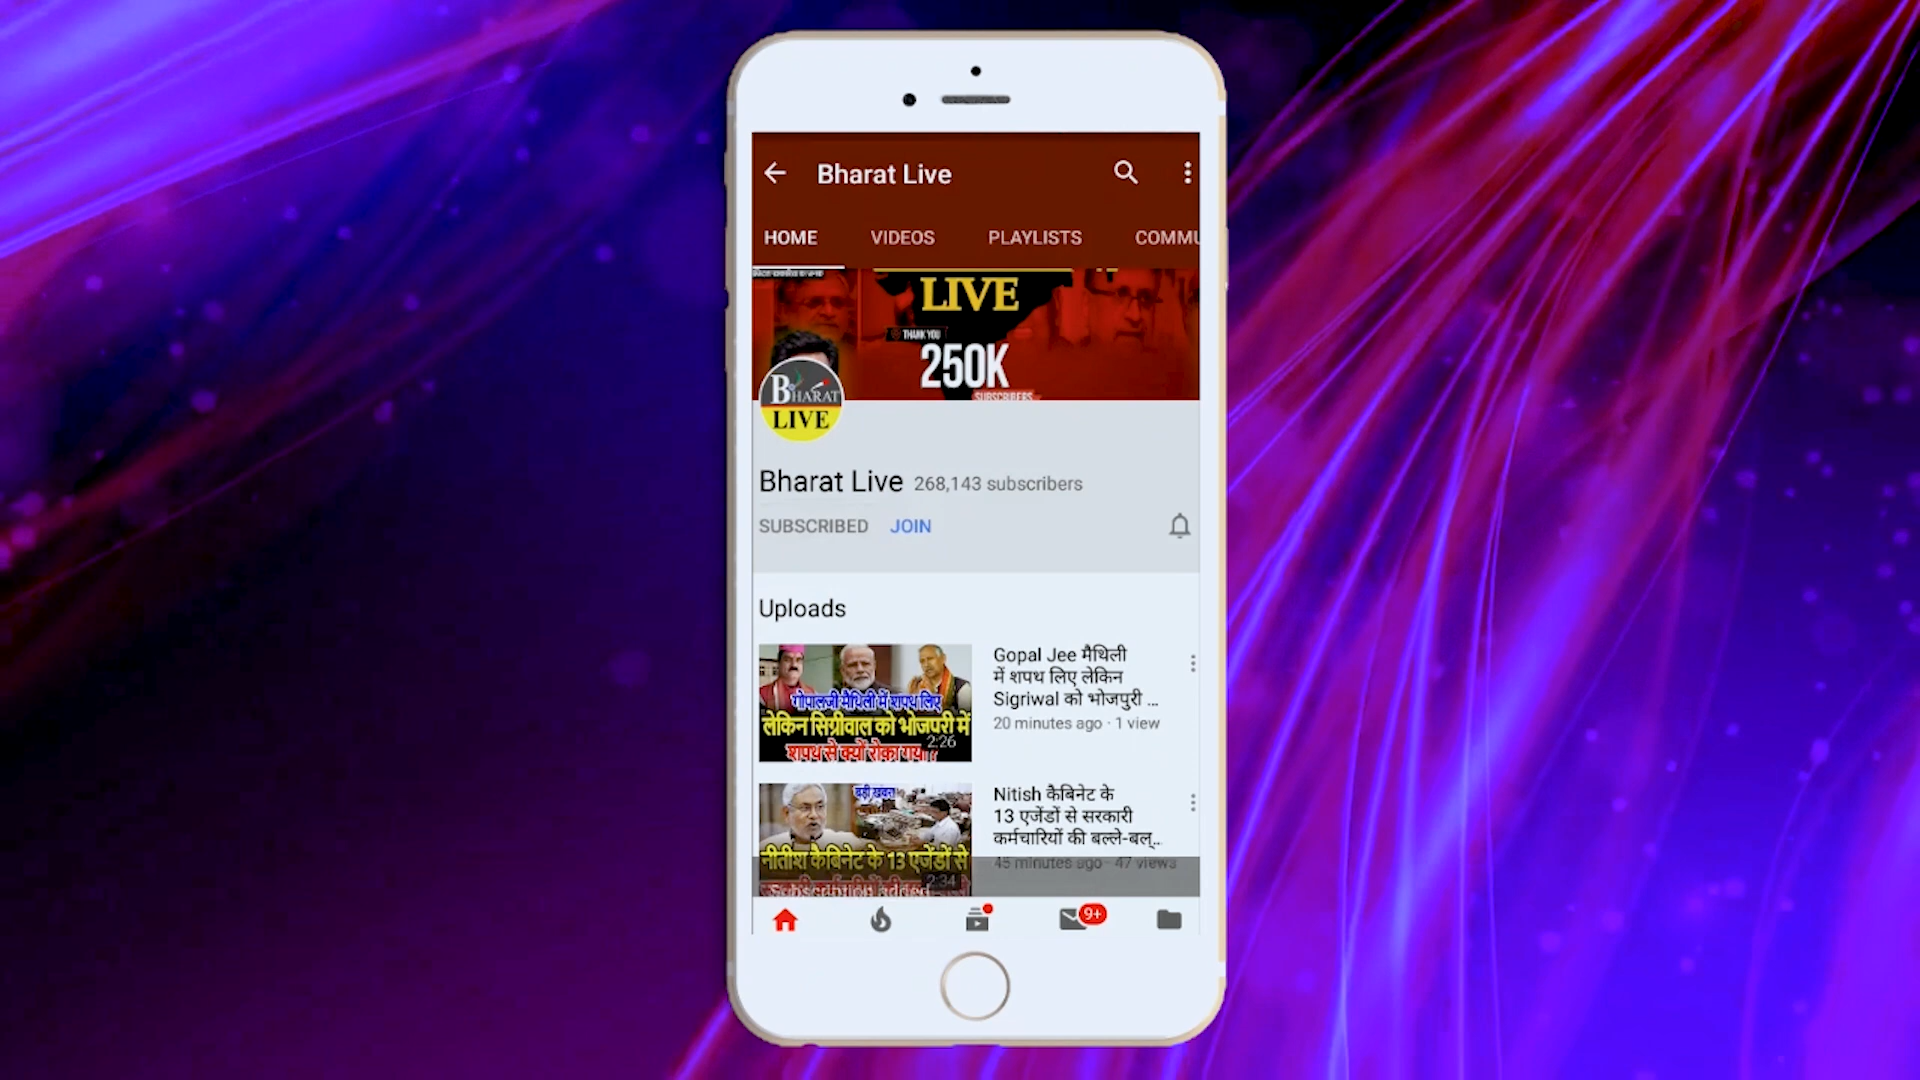 Bharat Live
HOME VIDEOS PLAYLISTS COMMU
LIVE
THANK YOU
250K
SUBSCRIBERS
BHARAT
LIVE
Bharat Live 268,143 subscribers
SUBSCRIBED JOIN
Uploads
गोपालजी मैथिली में शपथ लिए
लेकिन सिग्रीवाल को भोजपुरी में
शपथ से क्यों रोका गया..
2:26
Gopal Jee मैथिली
में शपथ लिए लेकिन
Sigriwal को भोजपुरी ...
20 minutes ago · 1 view
बड़ी खबर
नीतीश कैबिनेट के 13 एजेंडों से
2:34
Subscription added
Nitish कैबिनेट के
13 एजेंडों से सरकारी
कर्मचारियों की बल्ले-बल्..
45 minutes ago · 47 views
9+